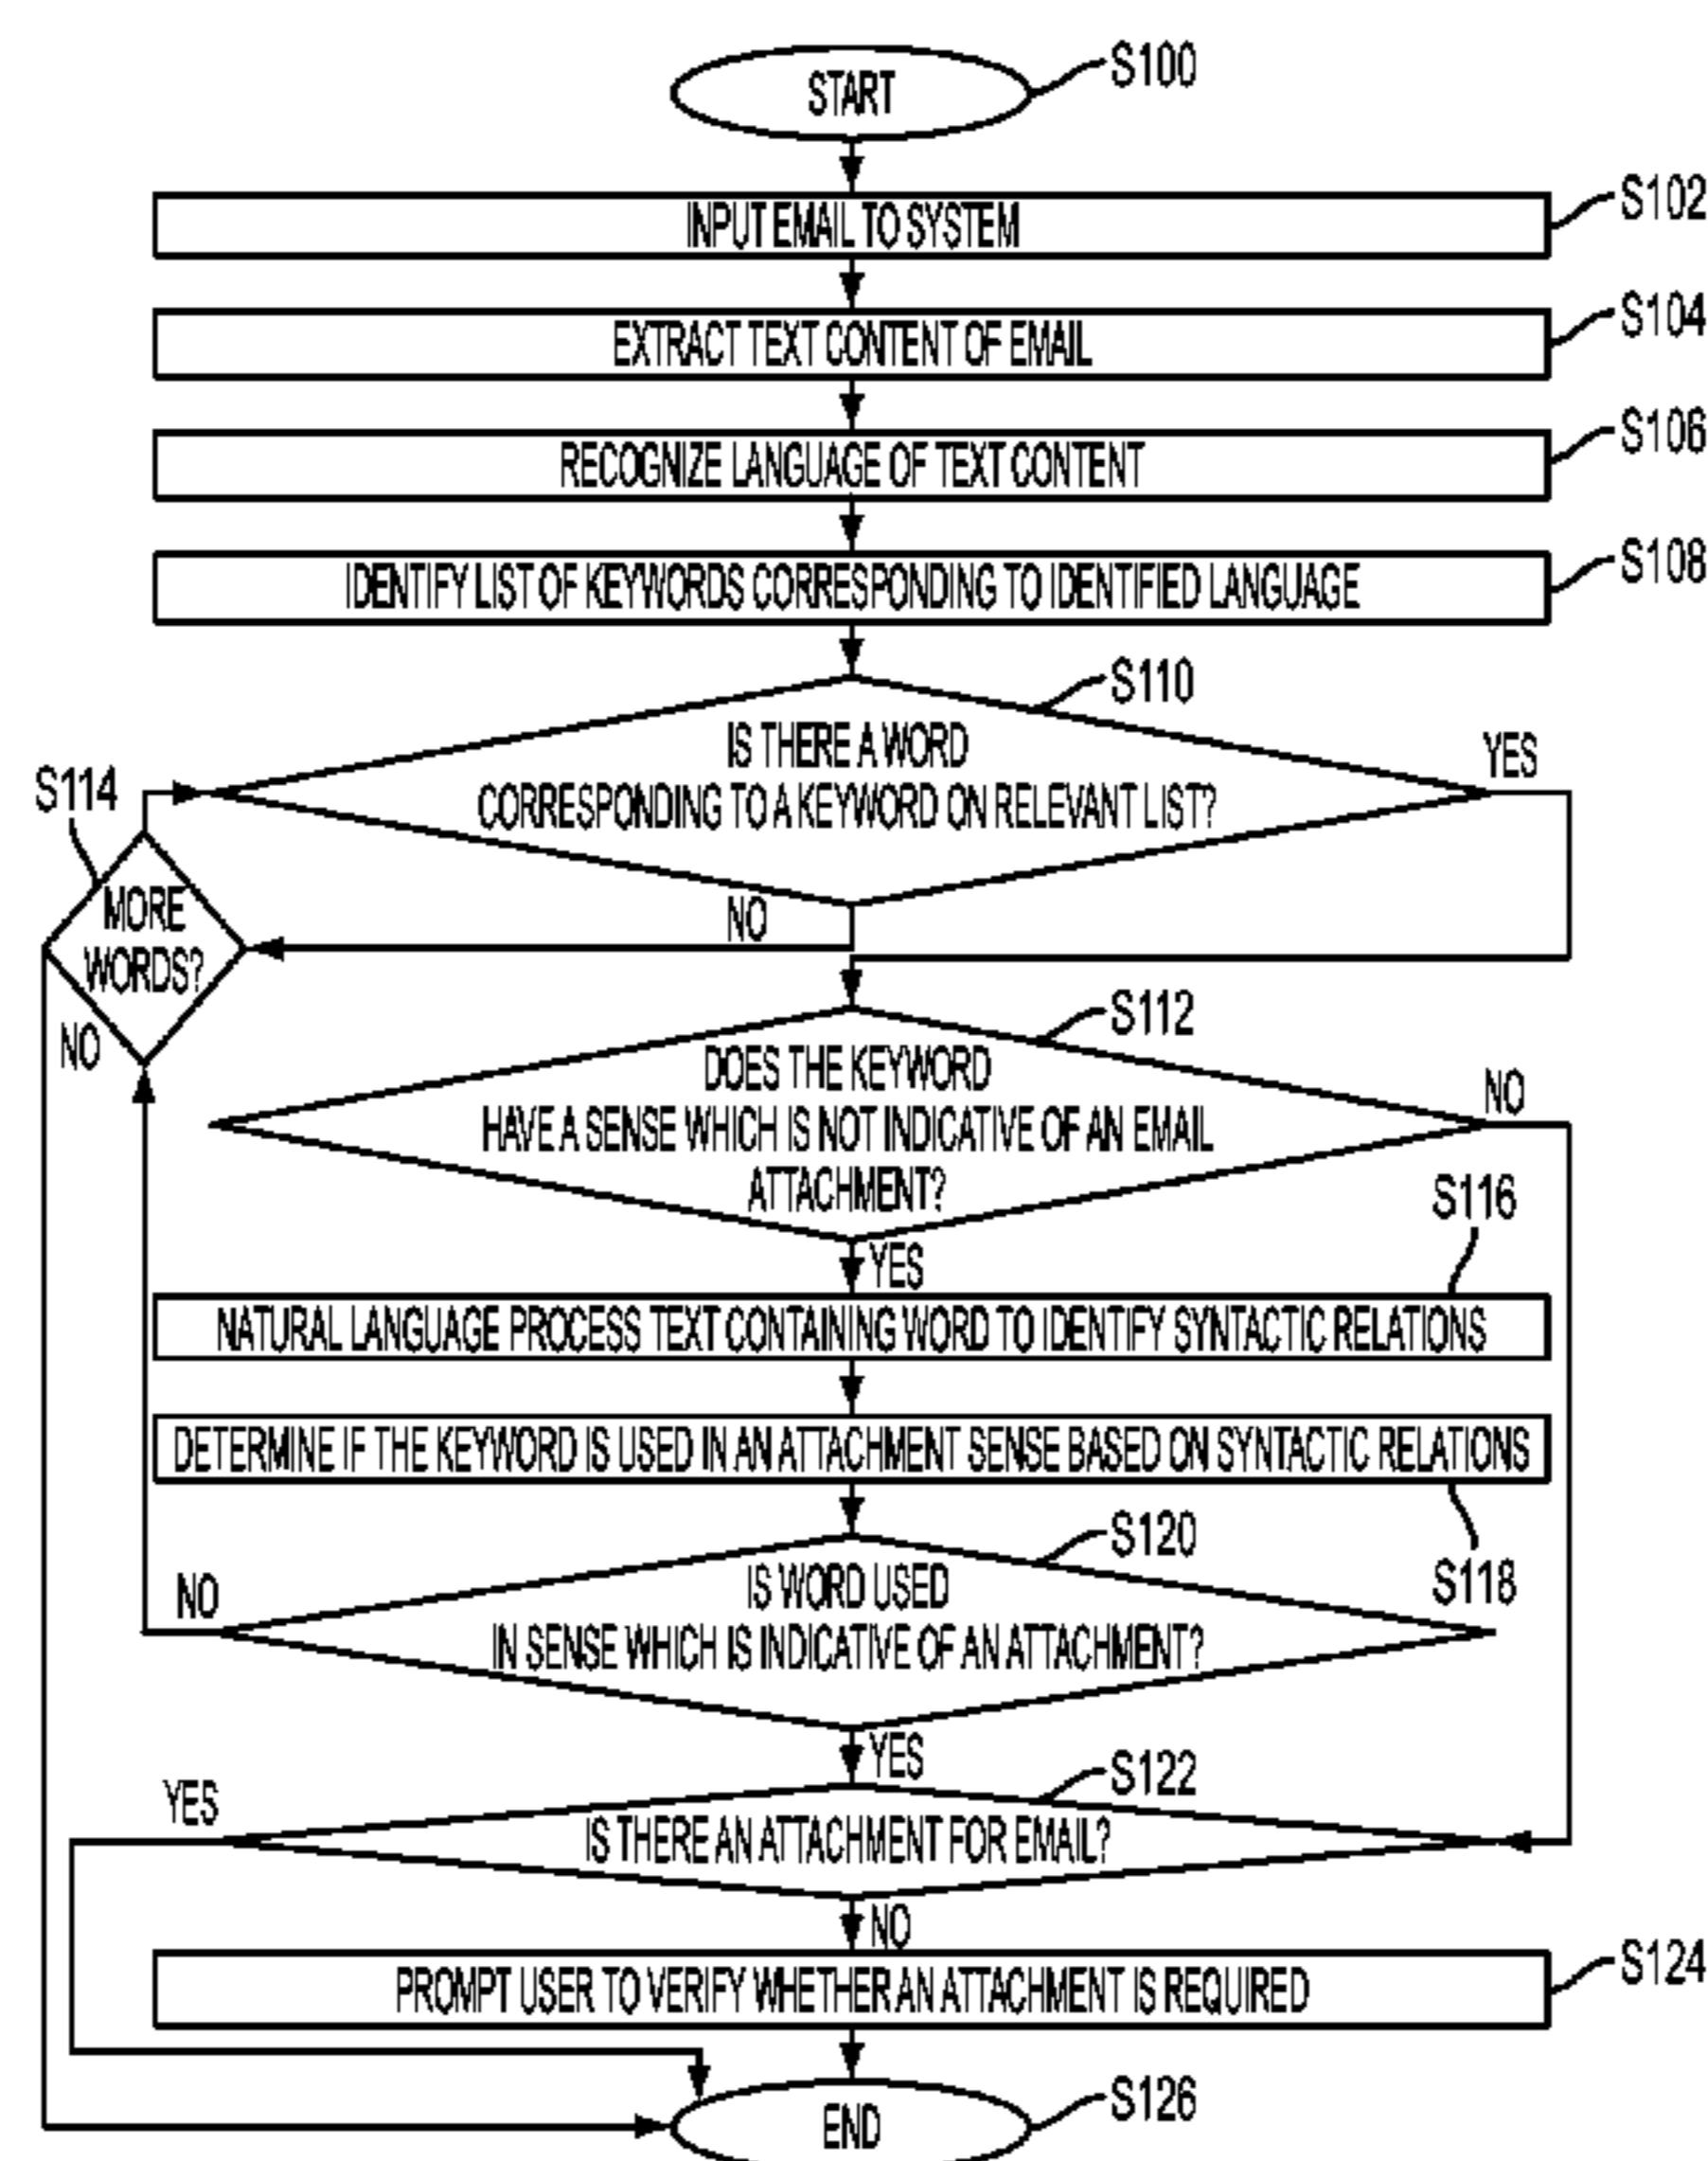 START
S100
INPUT EMAIL TO SYSTEM
S102
EXTRACT TEXT CONTENT OF EMAIL
S104
RECOGNIZE LANGUAGE OF TEXT CONTENT
S106
IDENTIFY LIST OF KEYWORDS CORRESPONDING TO IDENTIFIED LANGUAGE
S108
S110
IS THERE A WORD
CORRESPONDING TO A KEYWORD ON RELEVANT LIST?
YES
NO
S114
MORE
WORDS?
NO
S112
DOES THE KEYWORD
HAVE A SENSE WHICH IS NOT INDICATIVE OF AN EMAIL
ATTACHMENT?
NO
YES
S116
NATURAL LANGUAGE PROCESS TEXT CONTAINING WORD TO IDENTIFY SYNTACTIC RELATIONS
DETERMINE IF THE KEYWORD IS USED IN AN ATTACHMENT SENSE BASED ON SYNTACTIC RELATIONS
S118
S120
IS WORD USED
IN SENSE WHICH IS INDICATIVE OF AN ATTACHMENT?
NO
YES
S122
IS THERE AN ATTACHMENT FOR EMAIL?
YES
NO
PROMPT USER TO VERIFY WHETHER AN ATTACHMENT IS REQUIRED
S124
END
S126